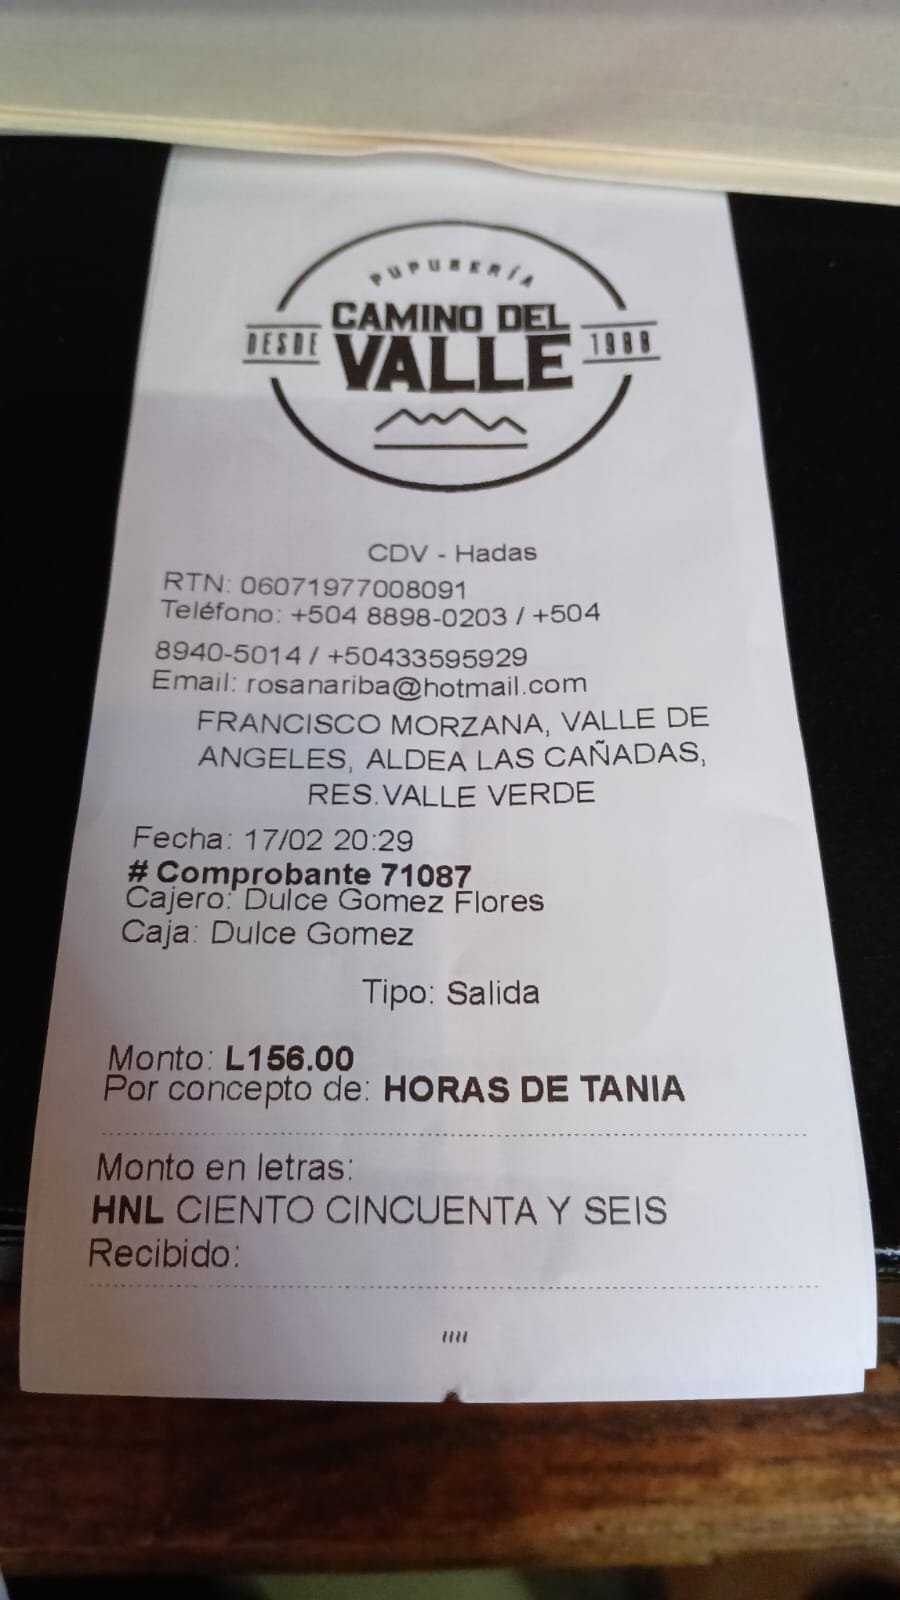 PUPUSERÍA
CAMINO DEL
DESDE VALLE 1988
CDV - Hadas
RTN: 06071977008091
Teléfono: +504 8898-0203 / +504
8940-5014 / +50433595929
Email: rosanariba@hotmail.com
FRANCISCO MORZANA, VALLE DE
ANGELES, ALDEA LAS CAÑADAS,
RES.VALLE VERDE
Fecha: 17/02 20:29
# Comprobante 71087
Cajero: Dulce Gomez Flores
Caja: Dulce Gomez
Tipo: Salida
Monto: L156.00
Por concepto de: HORAS DE TANIA
Monto en letras:
HNL CIENTO CINCUENTA Y SEIS
Recibido:
////